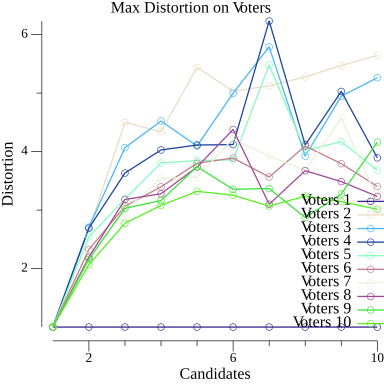 Max Distortion on Voters
6
4
2
Distortion
Voters 1
Voters 2
Voters 3
Voters 4
Voters 5
Voters 6
Voters 7
Voters 8
Voters 9
Voters 10
2
6
10
Candidates